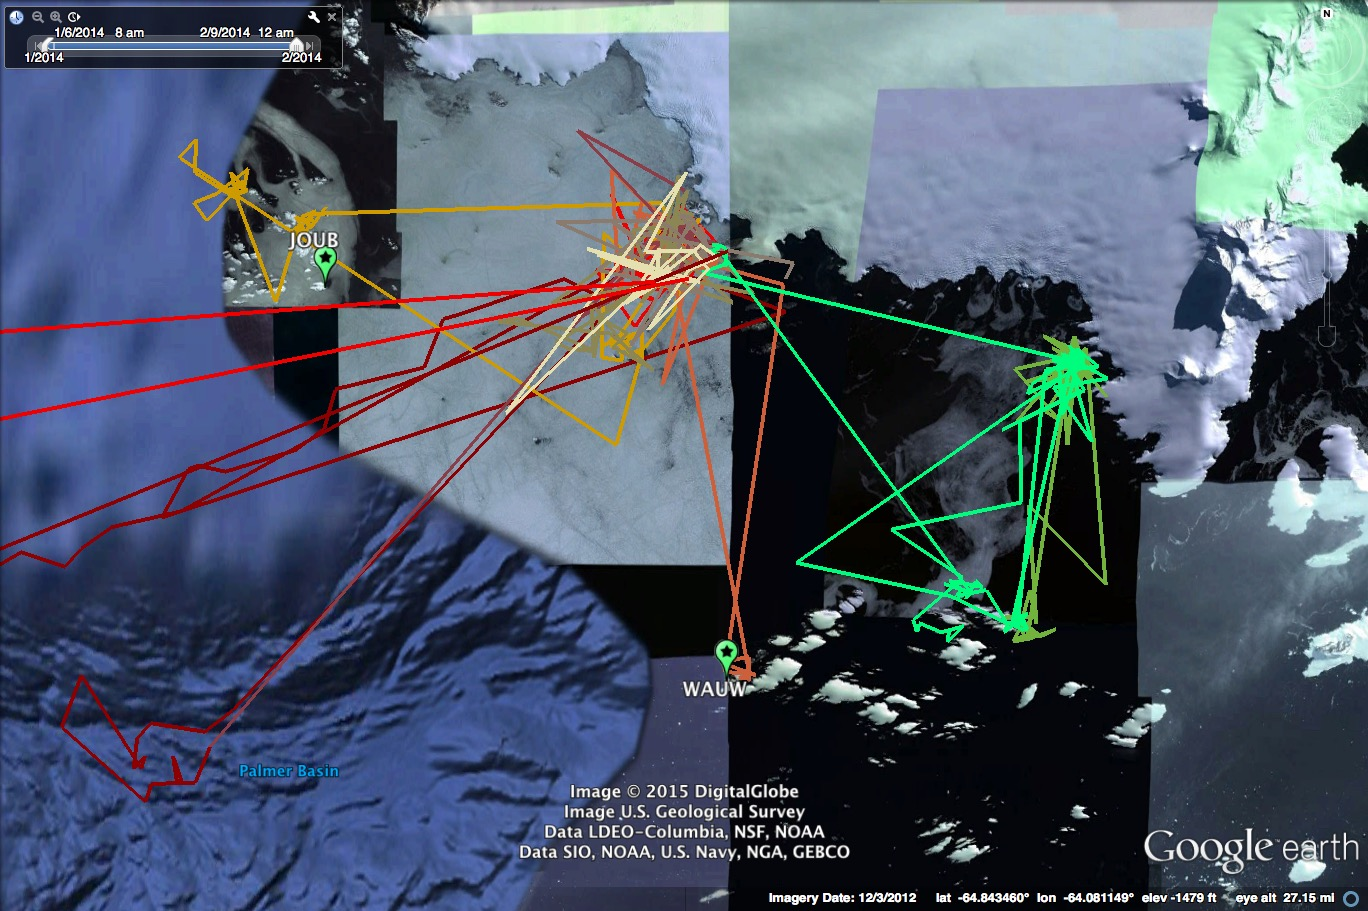 1/6/2014 8 am 2/9/2014 12 am
1/2014 2/2014
N
JOUB
WAUW
Palmer Basin
Image © 2015 DigitalGlobe
Image U.S. Geological Survey
Data LDEO-Columbia, NSF, NOAA
Data SIO, NOAA, U.S. Navy, NGA, GEBCO
Google earth
Imagery Date: 12/3/2012 lat -64.843460° lon -64.081149° elev -1479 ft eye alt 27.15 mi